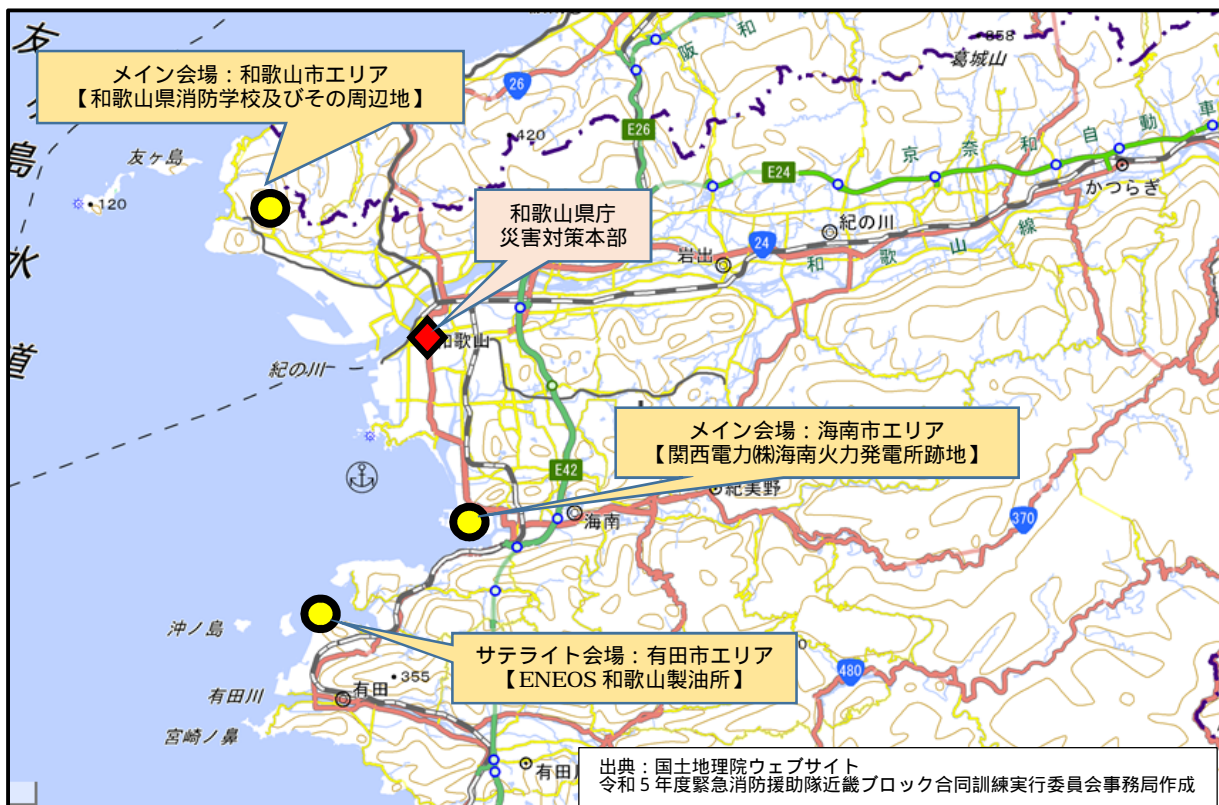 友ヶ島水道
メイン会場：和歌山市エリア
【和歌山県消防学校及びその周辺地】
26
阪和
858
葛城山
420
E26
京奈和自動車
E24
かつらぎ
友ヶ島
120
和歌山県庁
災害対策本部
紀の川
24
岩出
和歌山線
和歌山
紀の川
メイン会場：海南市エリア
【関西電力㈱海南火力発電所跡地】
E42
紀美野
海南
370
沖ノ島
サテライト会場：有田市エリア
【ENEOS 和歌山製油所】
355
480
有田川
有田
宮崎ノ鼻
有田川
出典：国土地理院ウェブサイト
令和５年度緊急消防援助隊近畿ブロック合同訓練実行委員会事務局作成